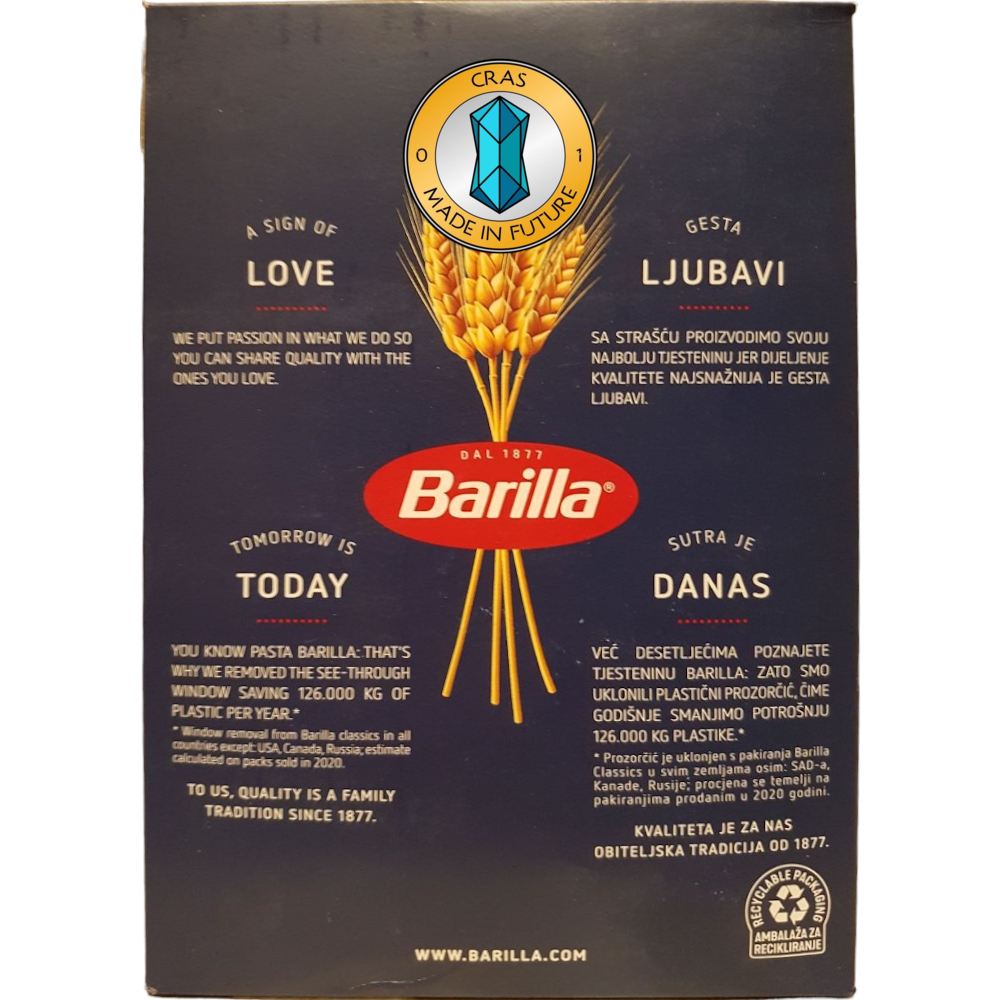 CRAS
0
1
MADE IN FUTURE
A SIGN OF
LOVE
WE PUT PASSION IN WHAT WE DO SO
YOU CAN SHARE QUALITY WITH THE
ONES YOU LOVE.
GESTA
LJUBAVI
SA STRAŠĆU PROIZVODIMO SVOJU
NAJBOLJU TJESTENINU JER DIJELJENJE
KVALITETE NAJSNAŽNIJA JE GESTA
LJUBAVI.
DAL 1877
Barilla®
TOMORROW IS
TODAY
YOU KNOW PASTA BARILLA: THAT'S
WHY WE REMOVED THE SEE-THROUGH
WINDOW SAVING 126.000 KG OF
PLASTIC PER YEAR.*
* Window removal from Barilla classics in all
countries except: USA, Canada, Russia; estimate
calculated on packs sold in 2020.
TO US, QUALITY IS A FAMILY
TRADITION SINCE 1877.
SUTRA JE
DANAS
VEĆ DESETLJEĆIMA POZNAJETE
TJESTENINU BARILLA: ZATO SMO
UKLONILI PLASTIČNI PROZORČIĆ, ČIME
GODIŠNJE SMANJIMO POTROŠNJU
126.000 KG PLASTIKE.*
* Prozorčić je uklonjen s pakiranja Barilla
Classics u svim zemljama osim: SAD-a,
Kanade, Rusije; procjena se temelji na
pakiranjima prodanim u 2020 godini.
KVALITETA JE ZA NAS
OBITELJSKA TRADICIJA OD 1877.
RECYCLABLE PACKAGING
AMBALAŽA ZA
RECIKLIRANJE
WWW.BARILLA.COM